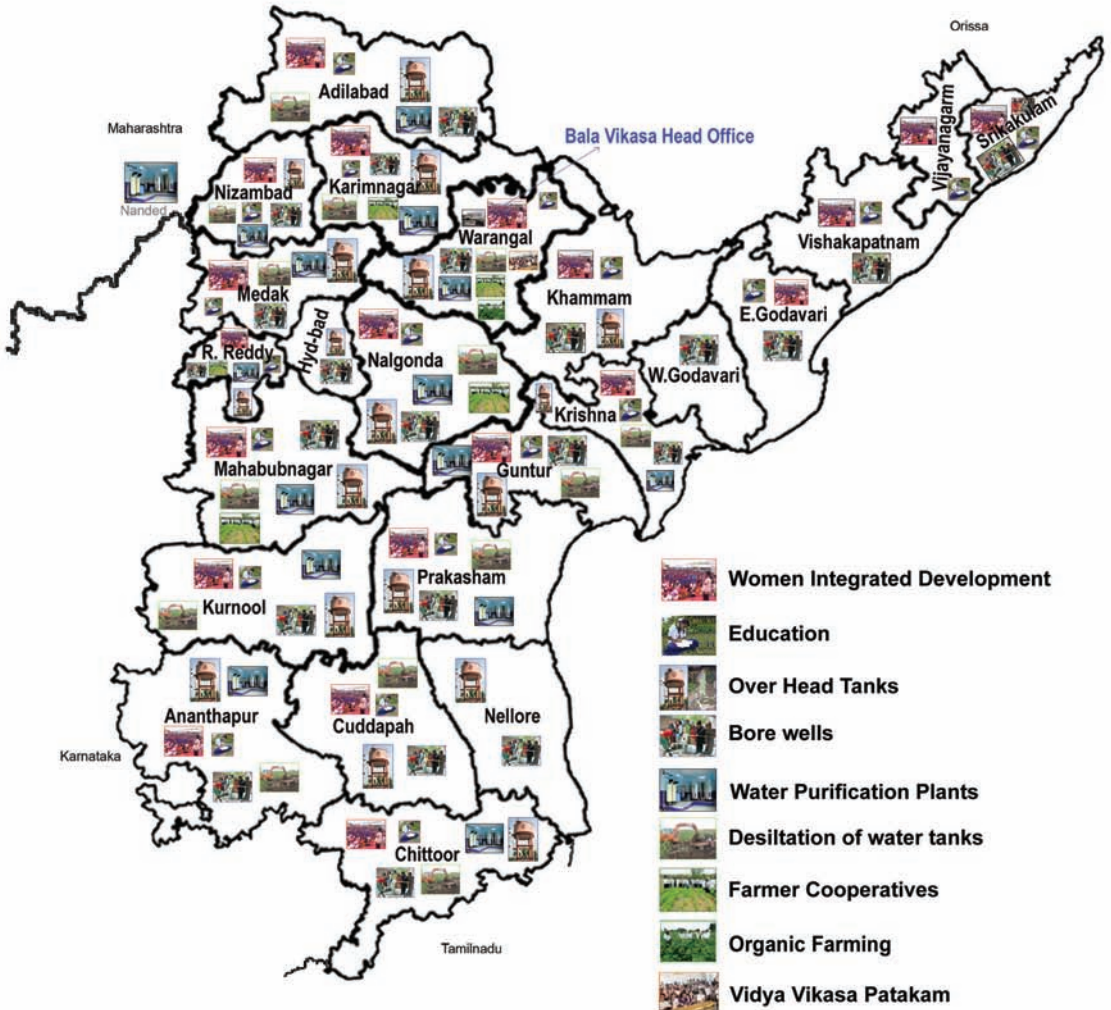 Orissa
Adilabad
Maharashtra
Bala Vikasa Head Office
Vijayanagarm
Srikakulam
Nizambad
Karimnagar
Nanded
Warangal
Vishakapatnam
Medak
Khammam
E.Godavari
R. Reddy
Hyd-bad
Nalgonda
W.Godavari
Krishna
Mahabubnagar
Guntur
Prakasham
Kurnool
Women Integrated Development
Education
Over Head Tanks
Ananthapur
Cuddapah
Nellore
Bore wells
Karnataka
Water Purification Plants
Desiltation of water tanks
Chittoor
Farmer Cooperatives
Tamilnadu
Organic Farming
Vidya Vikasa Patakam